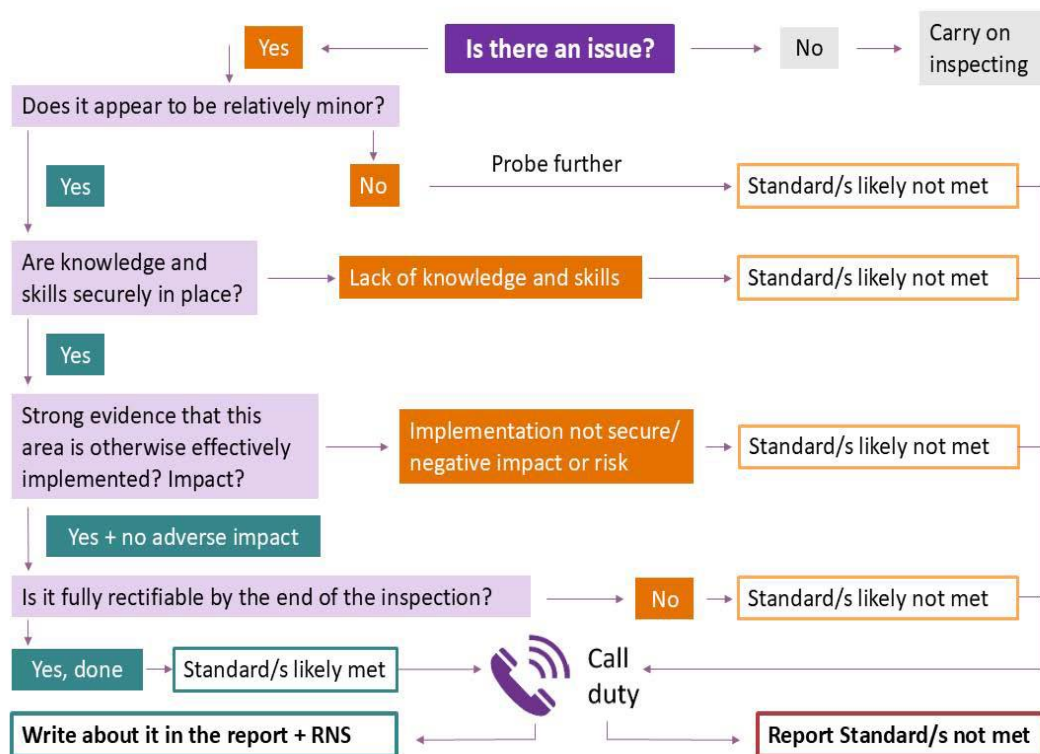 Yes
Is there an issue?
No
Carry on
inspecting
Does it appear to be relatively minor?
Yes
No
Probe further
Standard/s likely not met
Are knowledge and
skills securely in place?
Lack of knowledge and skills
Standard/s likely not met
Yes
Strong evidence that this
area is otherwise effectively
implemented? Impact?
Implementation not secure/
negative impact or risk
Standard/s likely not met
Yes + no adverse impact
Is it fully rectifiable by the end of the inspection?
No
Standard/s likely not met
Yes, done
Standard/s likely met
Call
duty
Write about it in the report + RNS
Report Standard/s not met